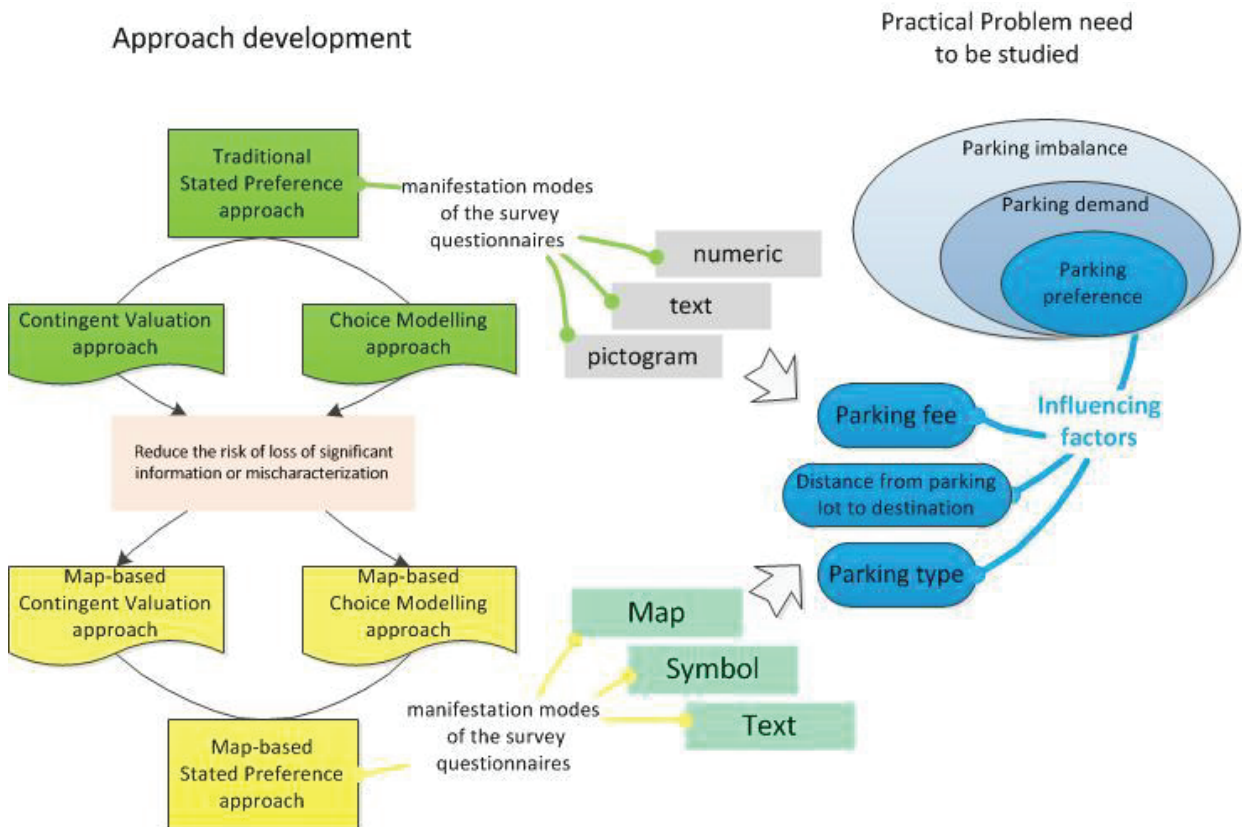 Approach development
Practical Problem need
to be studied
Traditional
Stated Preference
approach
manifestation modes
of the survey
questionnaires
numeric
text
pictogram
Contingent Valuation
approach
Choice Modelling
approach
Reduce the risk of loss of significant
information or mischaracterization
Map-based
Contingent Valuation
approach
Map-based
Choice Modelling
approach
Map
Symbol
Text
manifestation modes
of the survey
questionnaires
Map-based
Stated Preference
approach
Parking imbalance
Parking demand
Parking
preference
Influencing
factors
Parking fee
Distance from parking
lot to destination
Parking type